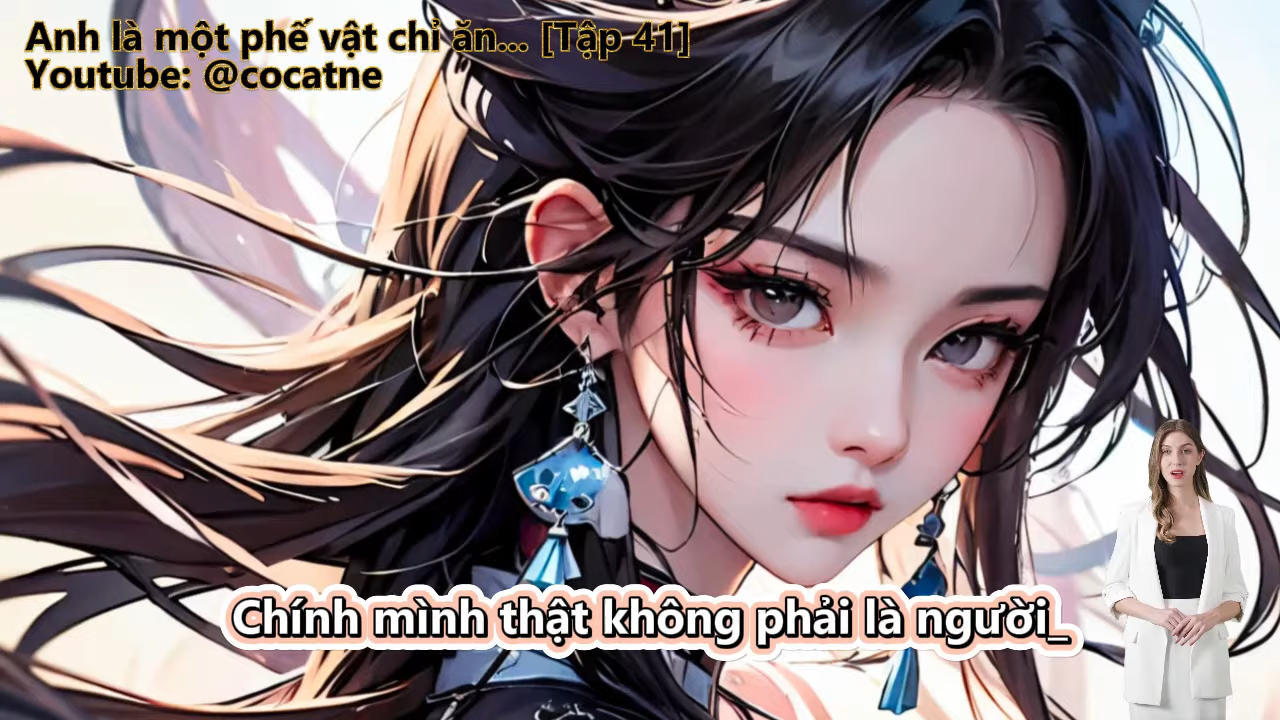 Anh là một phế vật chỉ ăn... [Tập 41]
Youtube: @cocatne
Chính mình thật không phải là người_